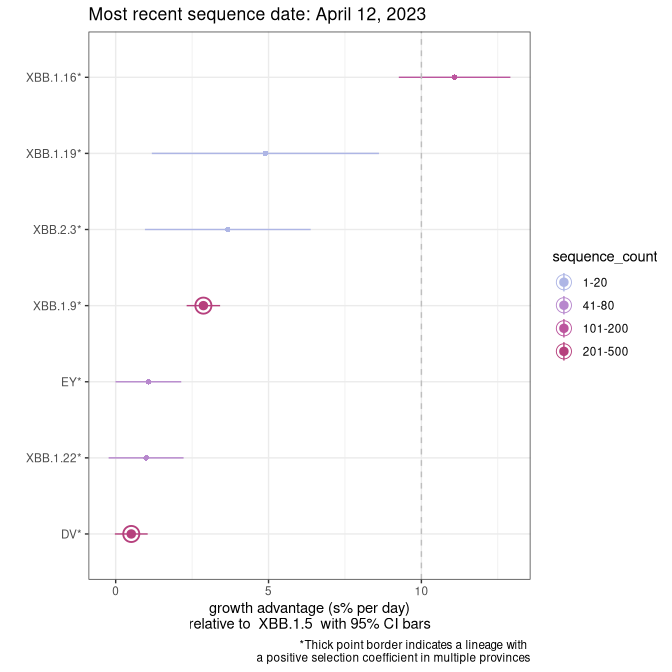 Most recent sequence date: April 12, 2023
XBB.1.16*
XBB.1.19*
XBB.2.3*
XBB.1.9*
EY*
XBB.1.22*
DV*
0 5 10
growth advantage (s% per day)
relative to XBB.1.5 with 95% CI bars
*Thick point border indicates a lineage with
a positive selection coefficient in multiple provinces
sequence_count
1-20
41-80
101-200
201-500